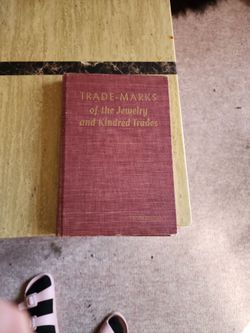 TRADE-MARKS
of the Jewelry
and Kindred Trades